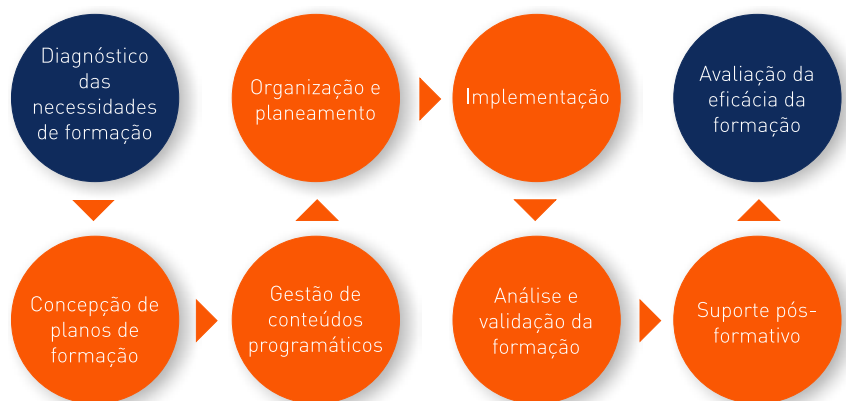 Diagnóstico
das
necessidades
de formação
Concepção de
planos de
formação
Gestão de
conteúdos
programáticos
Organização e
planeamento
Implementação
Análise e
validação da
formação
Suporte pós-
formativo
Avaliação da
eficácia da
formação